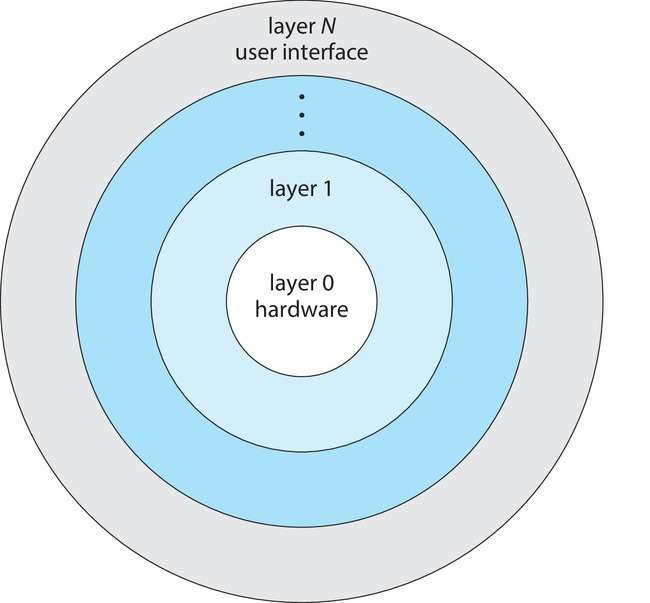 layer N
user interface
layer 1
layer 0
hardware